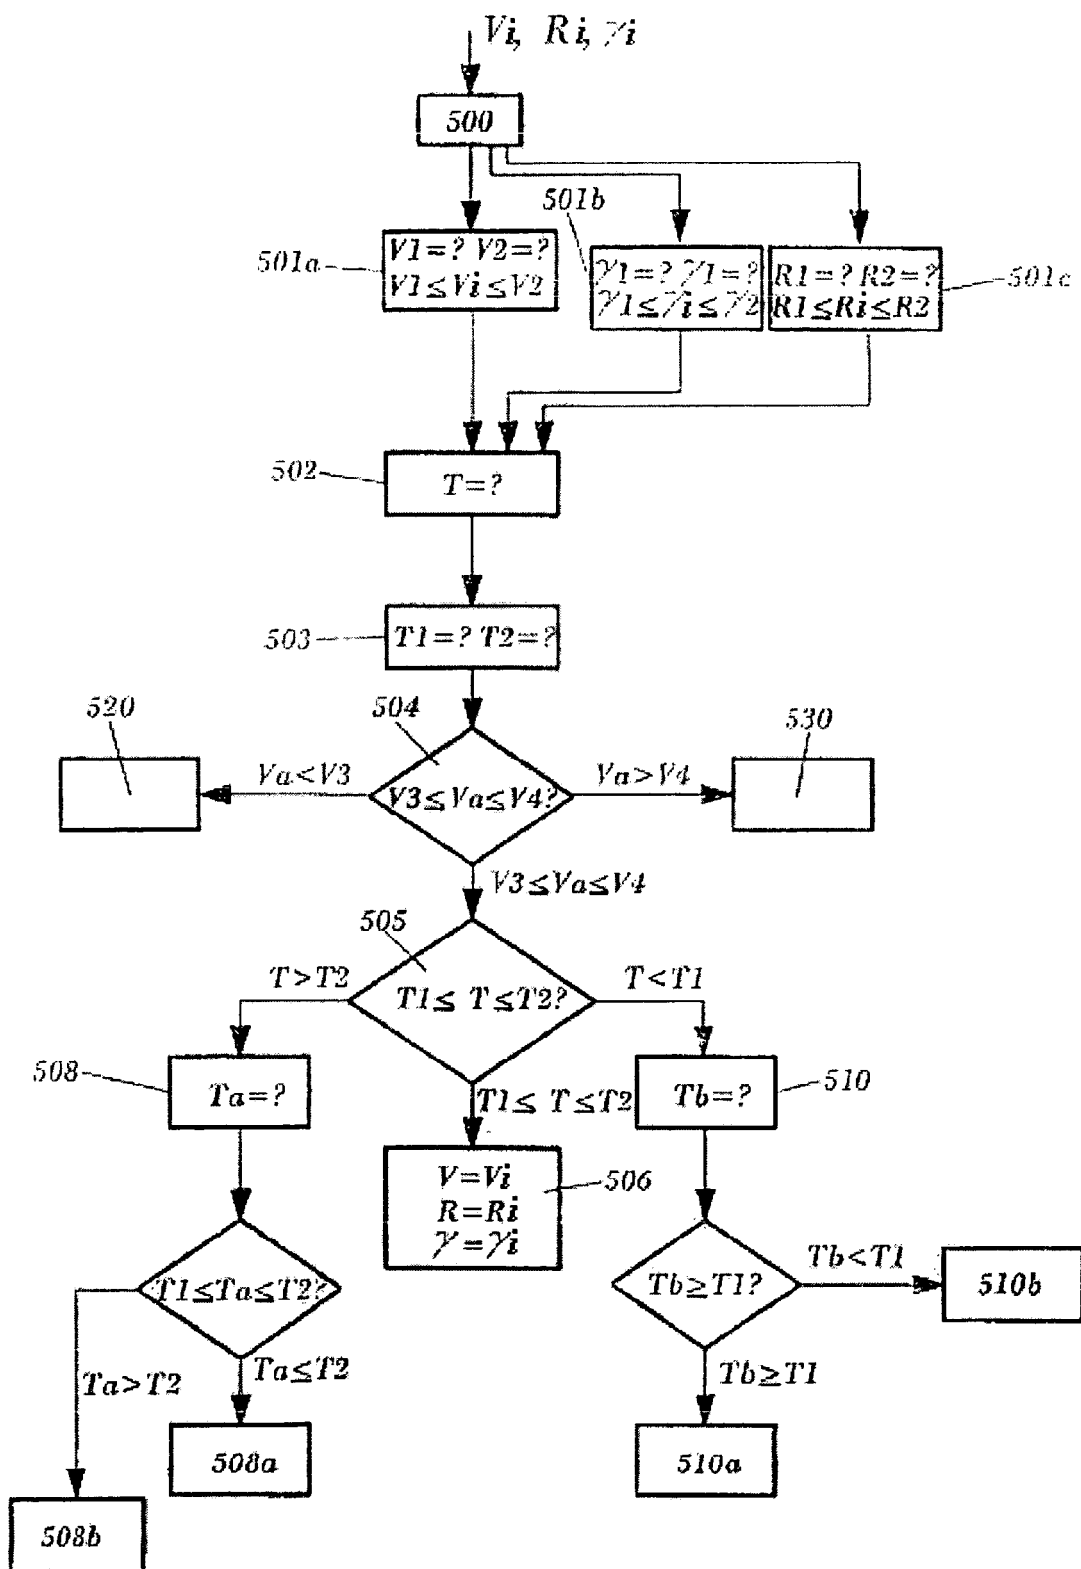 Vi, Ri, γi
500
501b
501a
V1=? V2=?
V1≤Vi≤V2
γ1=? γ1=?
γ1≤γi≤γ2
R1=? R2=?
R1≤Ri≤R2
501c
502
T=?
503
T1=? T2=?
520
504
530
Va<V3
V3≤Va≤V4?
Va>V4
V3≤Va≤V4
505
T>T2
T1≤ T≤T2?
T<T1
508
Ta=?
T1≤ T≤T2
Tb=?
510
V=Vi
R=Ri
γ=γi
506
T1≤Ta≤T2?
Tb≥T1?
Tb<T1
510b
Ta>T2
Ta≤T2
Tb≥T1
508a
510a
508b